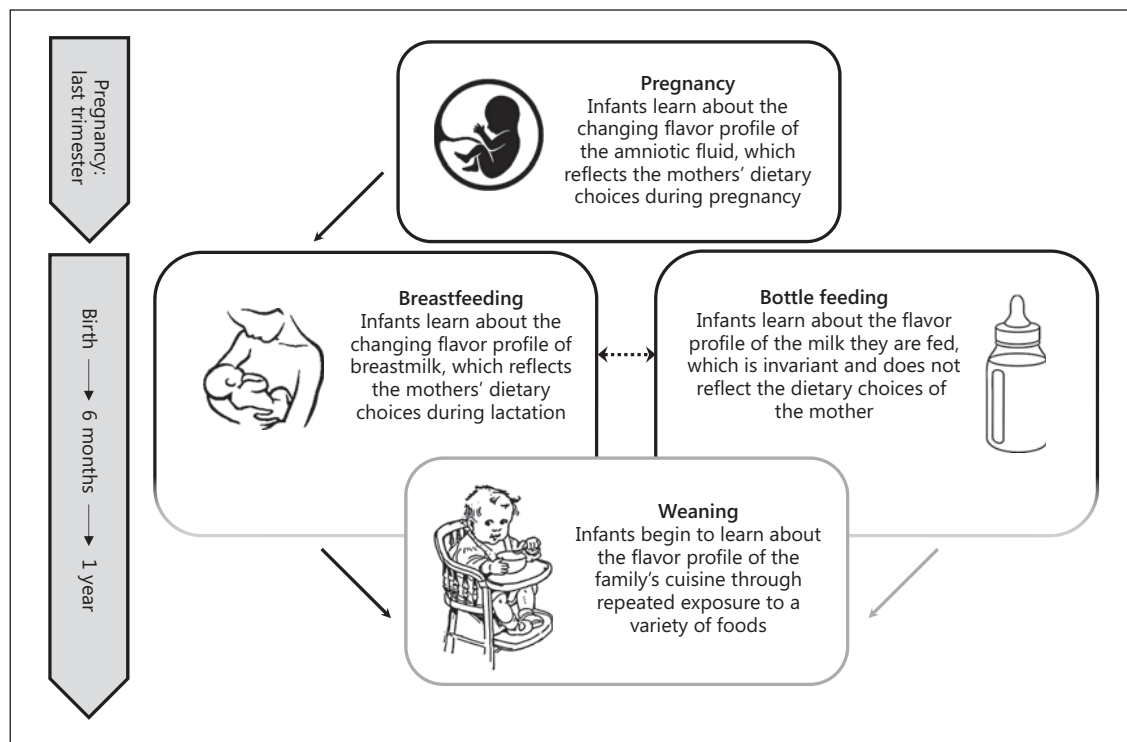 Pregnancy:
last trimester
Pregnancy
Infants learn about the
changing flavor profile of
the amniotic fluid, which
reflects the mothers' dietary
choices during pregnancy
Birth
6 months
1 year
Breastfeeding
Infants learn about the
changing flavor profile of
breastmilk, which reflects
the mothers' dietary
choices during lactation
Bottle feeding
Infants learn about the flavor
profile of the milk they are fed,
which is invariant and does not
reflect the dietary choices of
the mother
Weaning
Infants begin to learn about
the flavor profile of the
family's cuisine through
repeated exposure to a
variety of foods